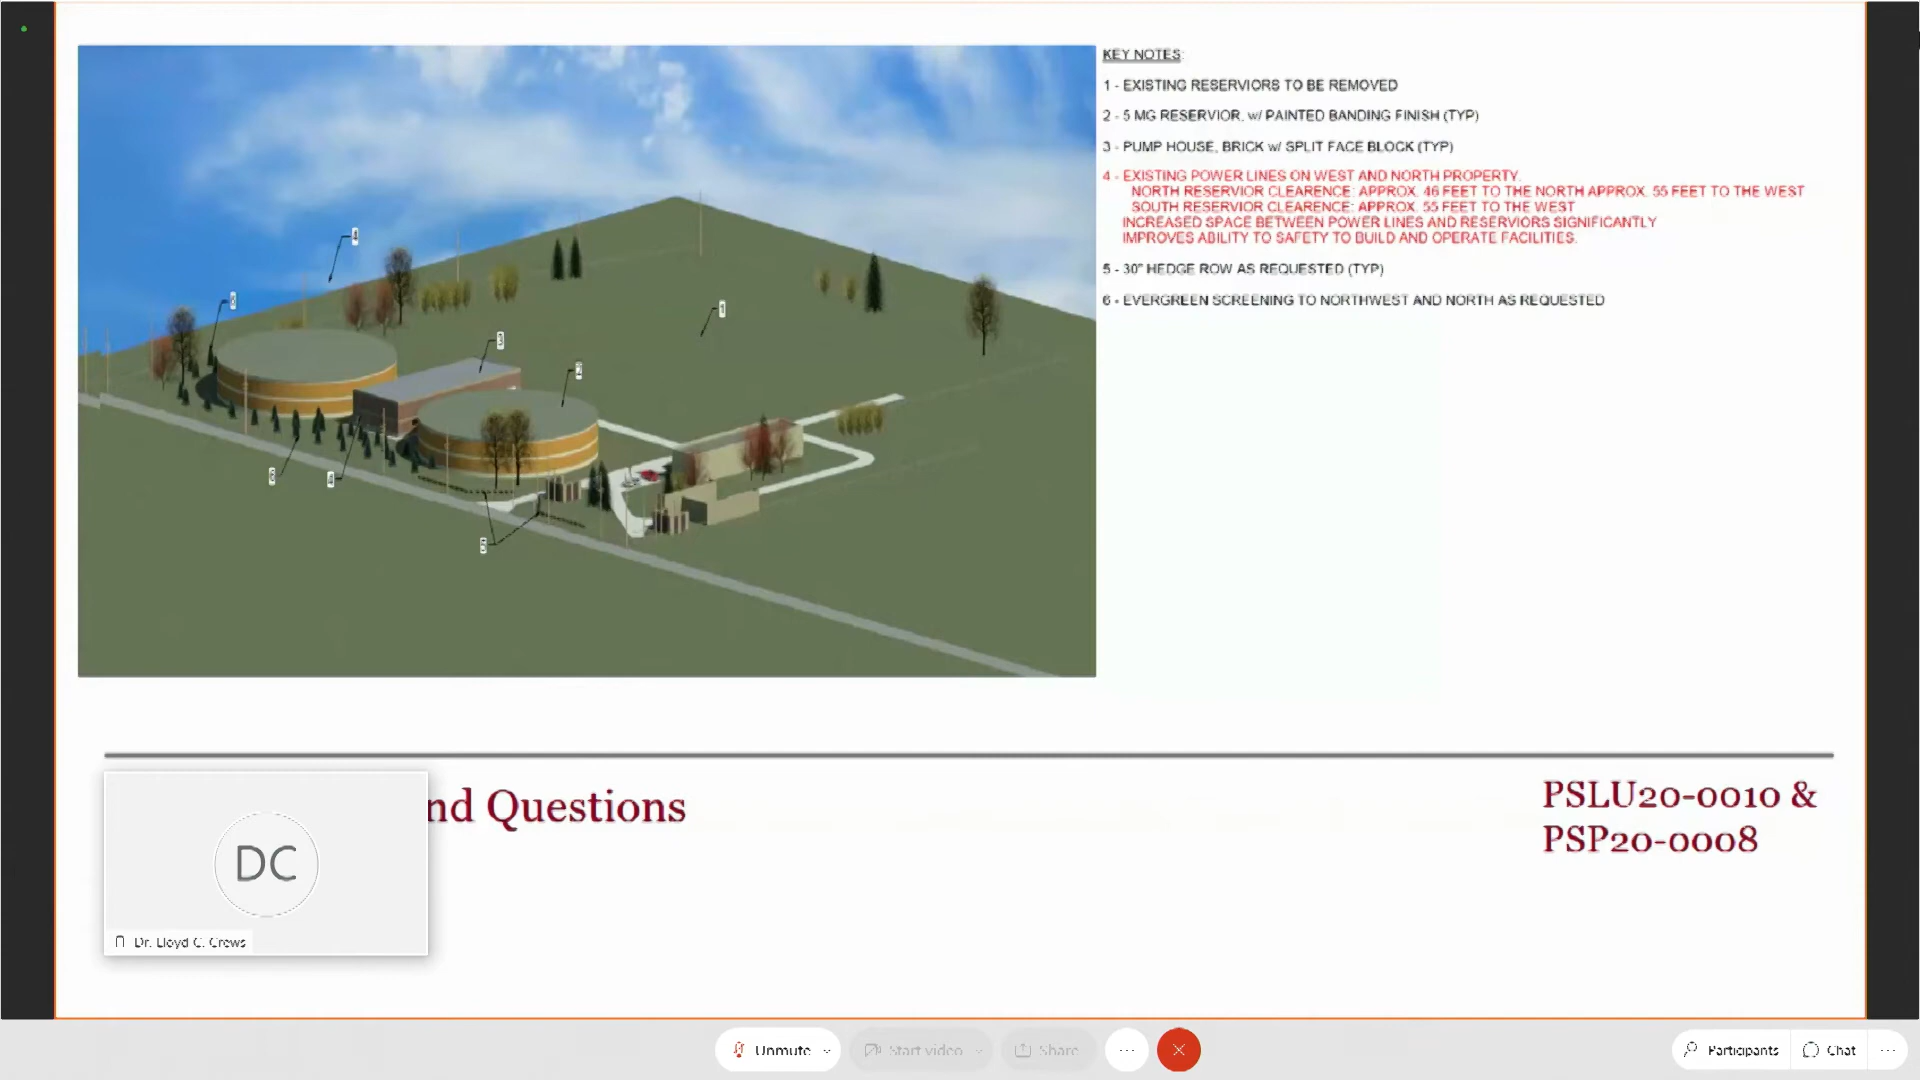 KEY NOTES:
1 - EXISTING RESERVIORS TO BE REMOVED
2 - 5 MG RESERVIOR, w/ PAINTED BANDING FINISH (TYP)
3 - PUMP HOUSE, BRICK w/ SPLIT FACE BLOCK (TYP)
4 - EXISTING POWER LINES ON WEST AND NORTH PROPERTY.
NORTH RESERVIOR CLEARENCE: APPROX. 46 FEET TO THE NORTH APPROX. 55 FEET TO THE WEST
SOUTH RESERVIOR CLEARENCE: APPROX. 55 FEET TO THE WEST
INCREASED SPACE BETWEEN POWER LINES AND RESERVIORS SIGNIFICANTLY
IMPROVES ABILITY TO SAFETY TO BUILD AND OPERATE FACILITIES.
5 - 30" HEDGE ROW AS REQUESTED (TYP)
6 - EVERGREEN SCREENING TO NORTHWEST AND NORTH AS REQUESTED
4
1
3
2
nd Questions
PSLU20-0010 &
PSP20-0008
DC
Dr. Lloyd C. Crews
Unmute
Start video
Share
Participants
Chat